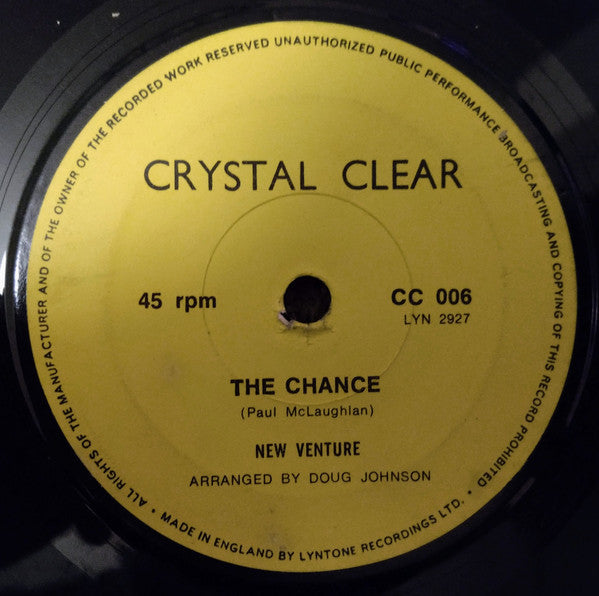 ALL RIGHTS OF THE MANUFACTURER AND OF THE OWNER OF THE RECORDED WORK RESERVED UNAUTHORIZED PUBLIC PERFORMANCE BROADCASTING AND COPYING OF THIS RECORD PROHIBITED
CRYSTAL CLEAR
45 rpm
CC 006
LYN 2927
THE CHANCE
(Paul McLaughlan)
NEW VENTURE
ARRANGED BY DOUG JOHNSON
• MADE IN ENGLAND BY LYNTONE RECORDINGS LTD. •